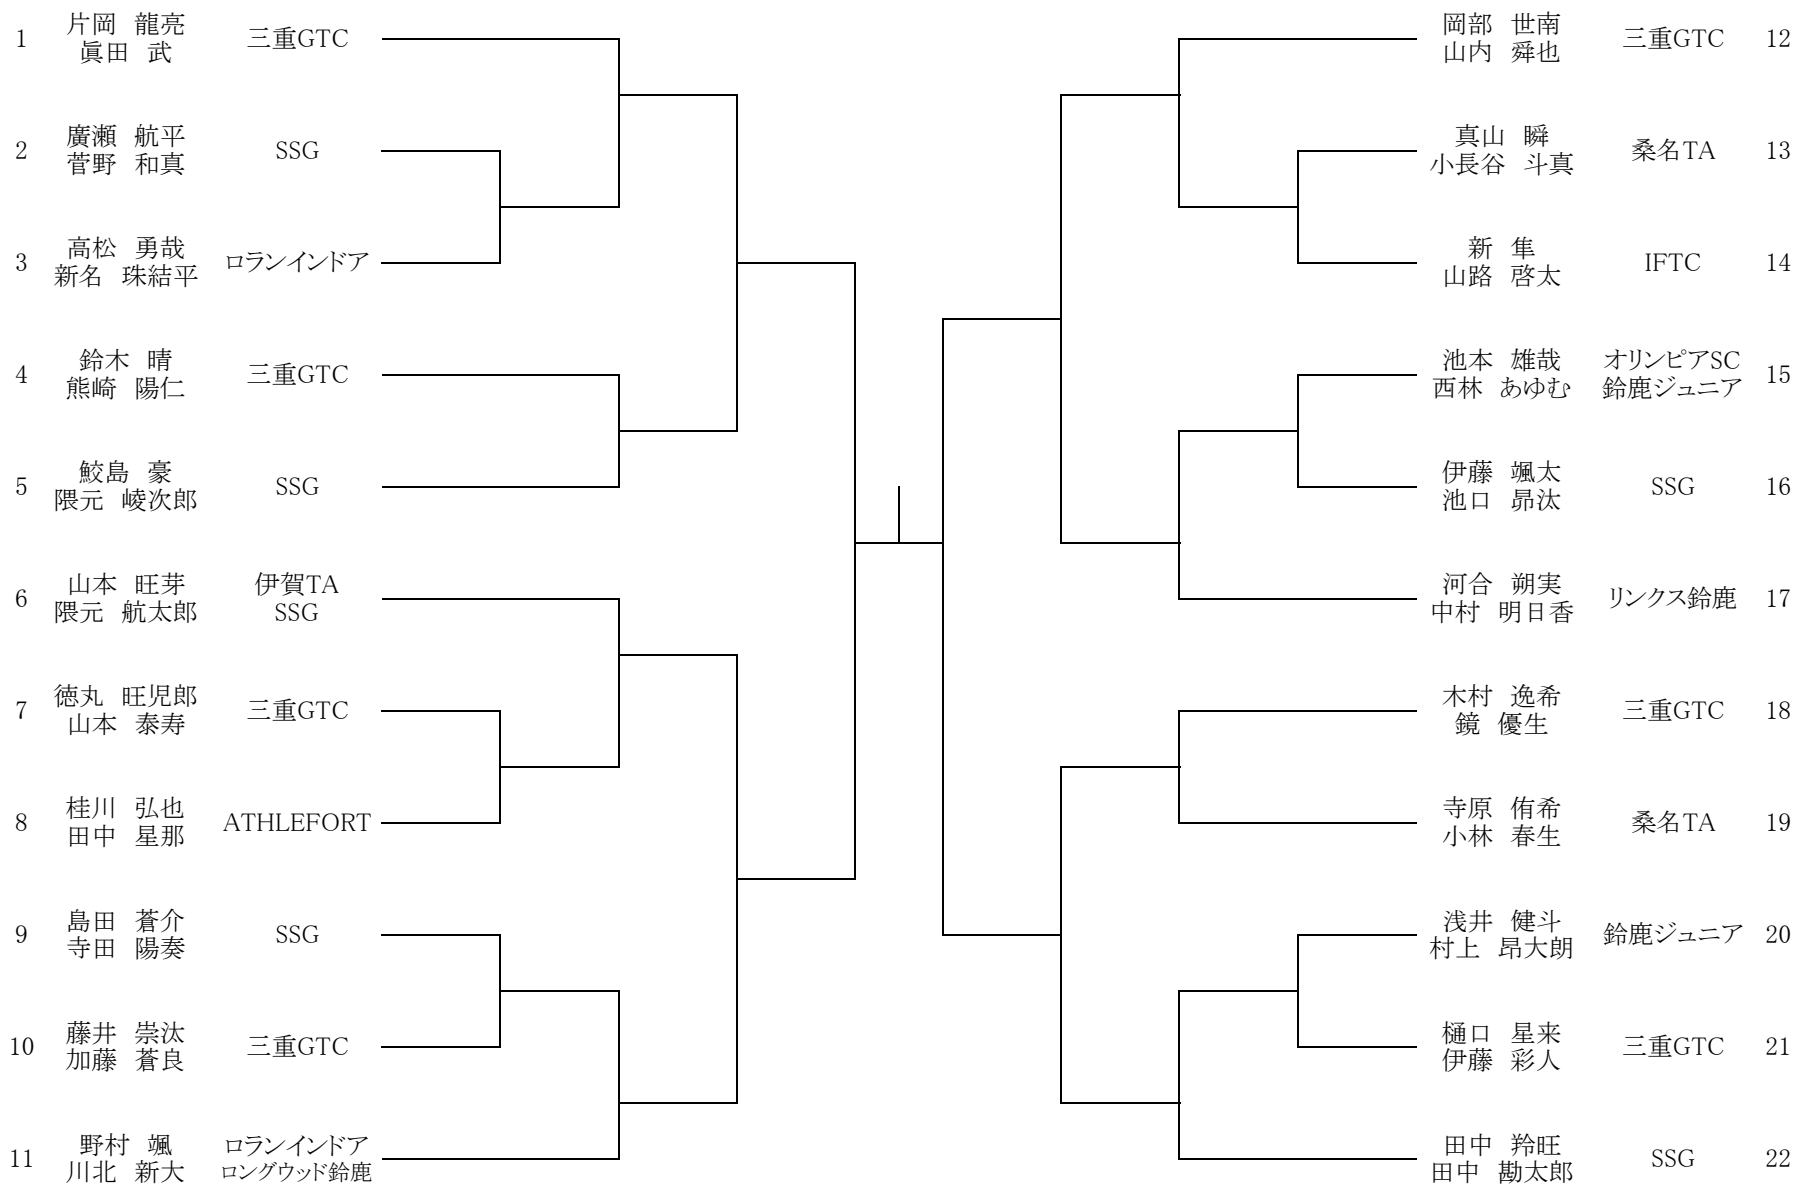 1 片岡 龍亮 三重GTC
眞田 武
2 廣瀬 航平 SSG
菅野 和真
3 高松 勇哉 ロランインドア
新名 珠結平
4 鈴木 晴 三重GTC
熊崎 陽仁
5 鮫島 豪 SSG
隈元 崚次郎
6 山本 旺芽 伊賀TA
隈元 航太郎 SSG
7 徳丸 旺児郎 三重GTC
山本 泰寿
8 桂川 弘也 ATHLEFORT
田中 星那
9 島田 蒼介 SSG
寺田 陽奏
10 藤井 崇汰 三重GTC
加藤 蒼良
11 野村 颯 ロランインドア
川北 新大 ロングウッド鈴鹿
岡部 世南 三重GTC 12
山内 舜也
真山 瞬 桑名TA 13
小長谷 斗真
新 隼 IFTC 14
山路 啓太
池本 雄哉 オリンピアSC 15
西林 あゆむ 鈴鹿ジュニア
伊藤 颯太 SSG 16
池口 昴汰
河合 朔実 リンクス鈴鹿 17
中村 明日香
木村 逸希 三重GTC 18
鏡 優生
寺原 侑希 桑名TA 19
小林 春生
浅井 健斗 鈴鹿ジュニア 20
村上 昂大朗
樋口 星来 三重GTC 21
伊藤 彩人
田中 羚旺 SSG 22
田中 勘太郎